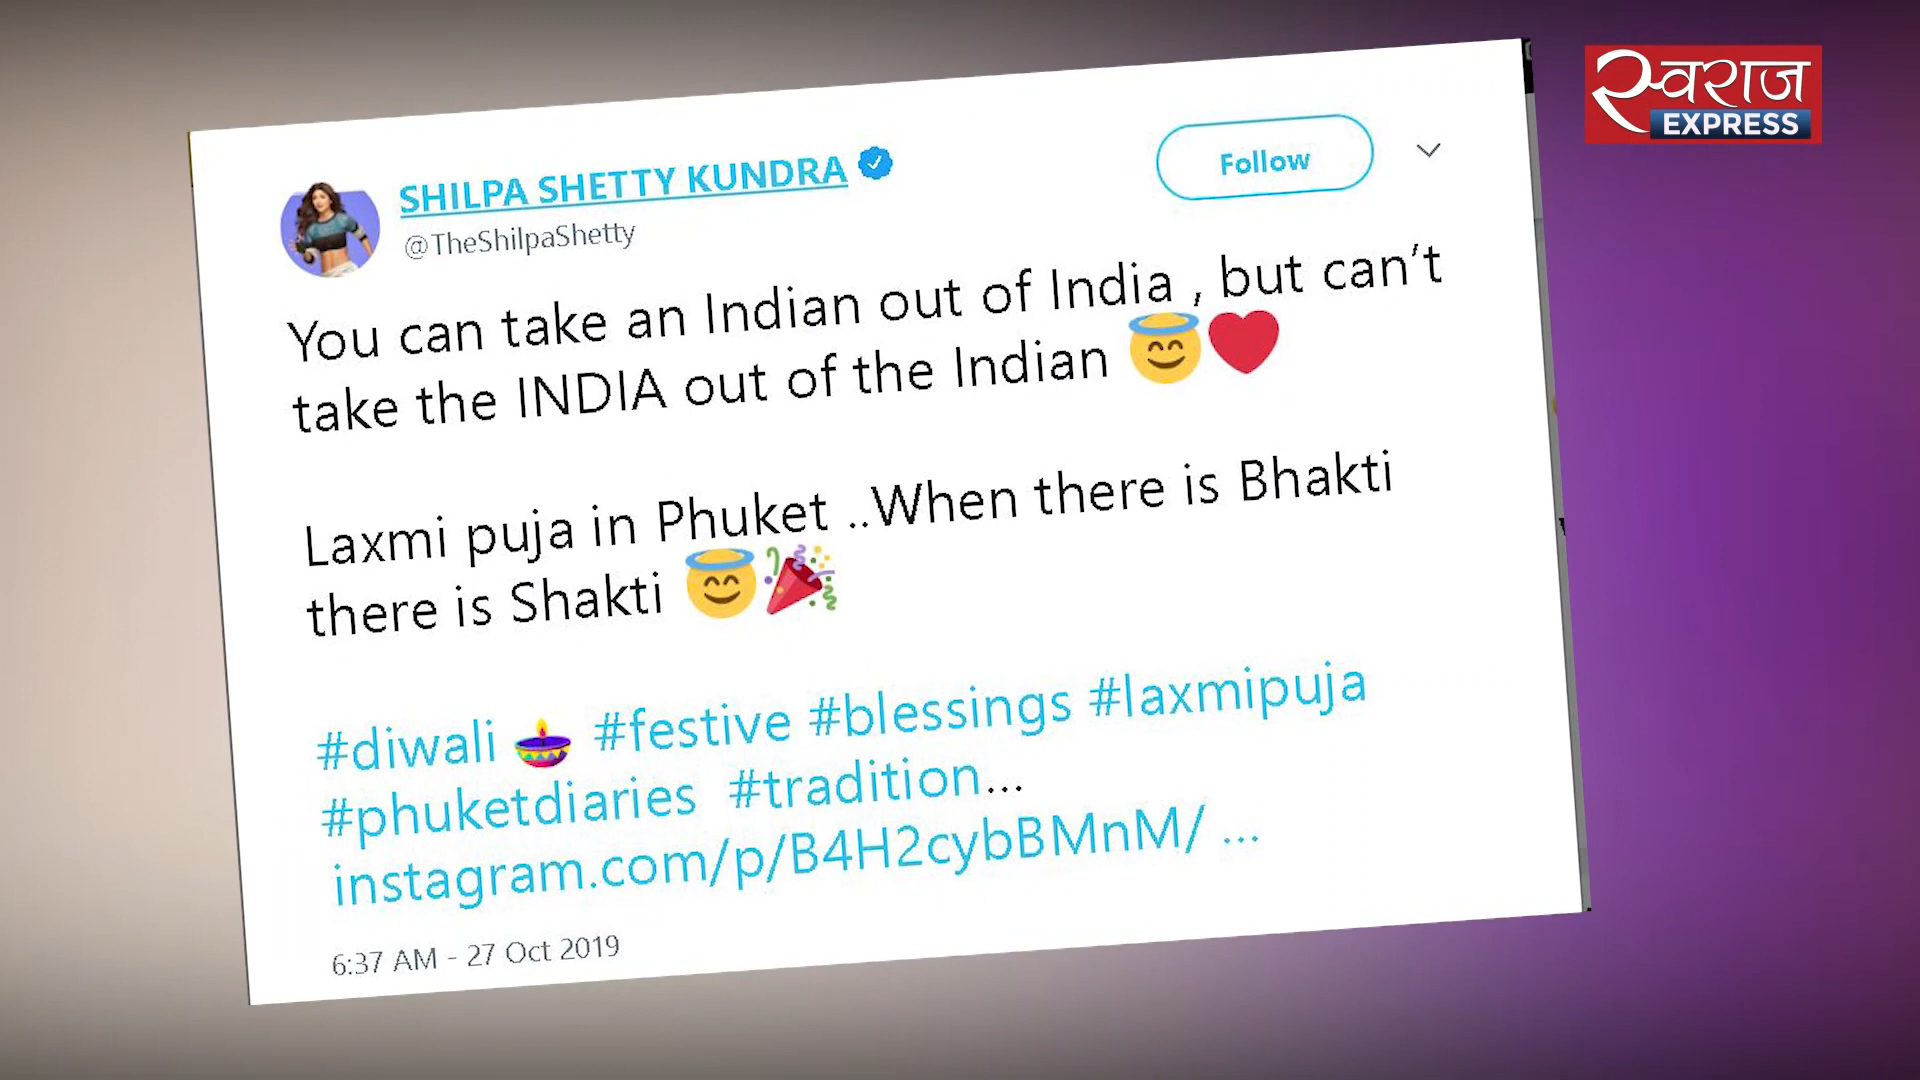 स्वराज
EXPRESS
SHILPA SHETTY KUNDRA
@TheShilpaShetty
Follow
You can take an Indian out of India , but can't
take the INDIA out of the Indian 😇❤️
Laxmi puja in Phuket ..When there is Bhakti
there is Shakti 😇🎉
#diwali 🪔 #festive #blessings #laxmipuja
#phuketdiaries #tradition...
instagram.com/p/B4H2cybBMnM/ ...
6:37 AM - 27 Oct 2019